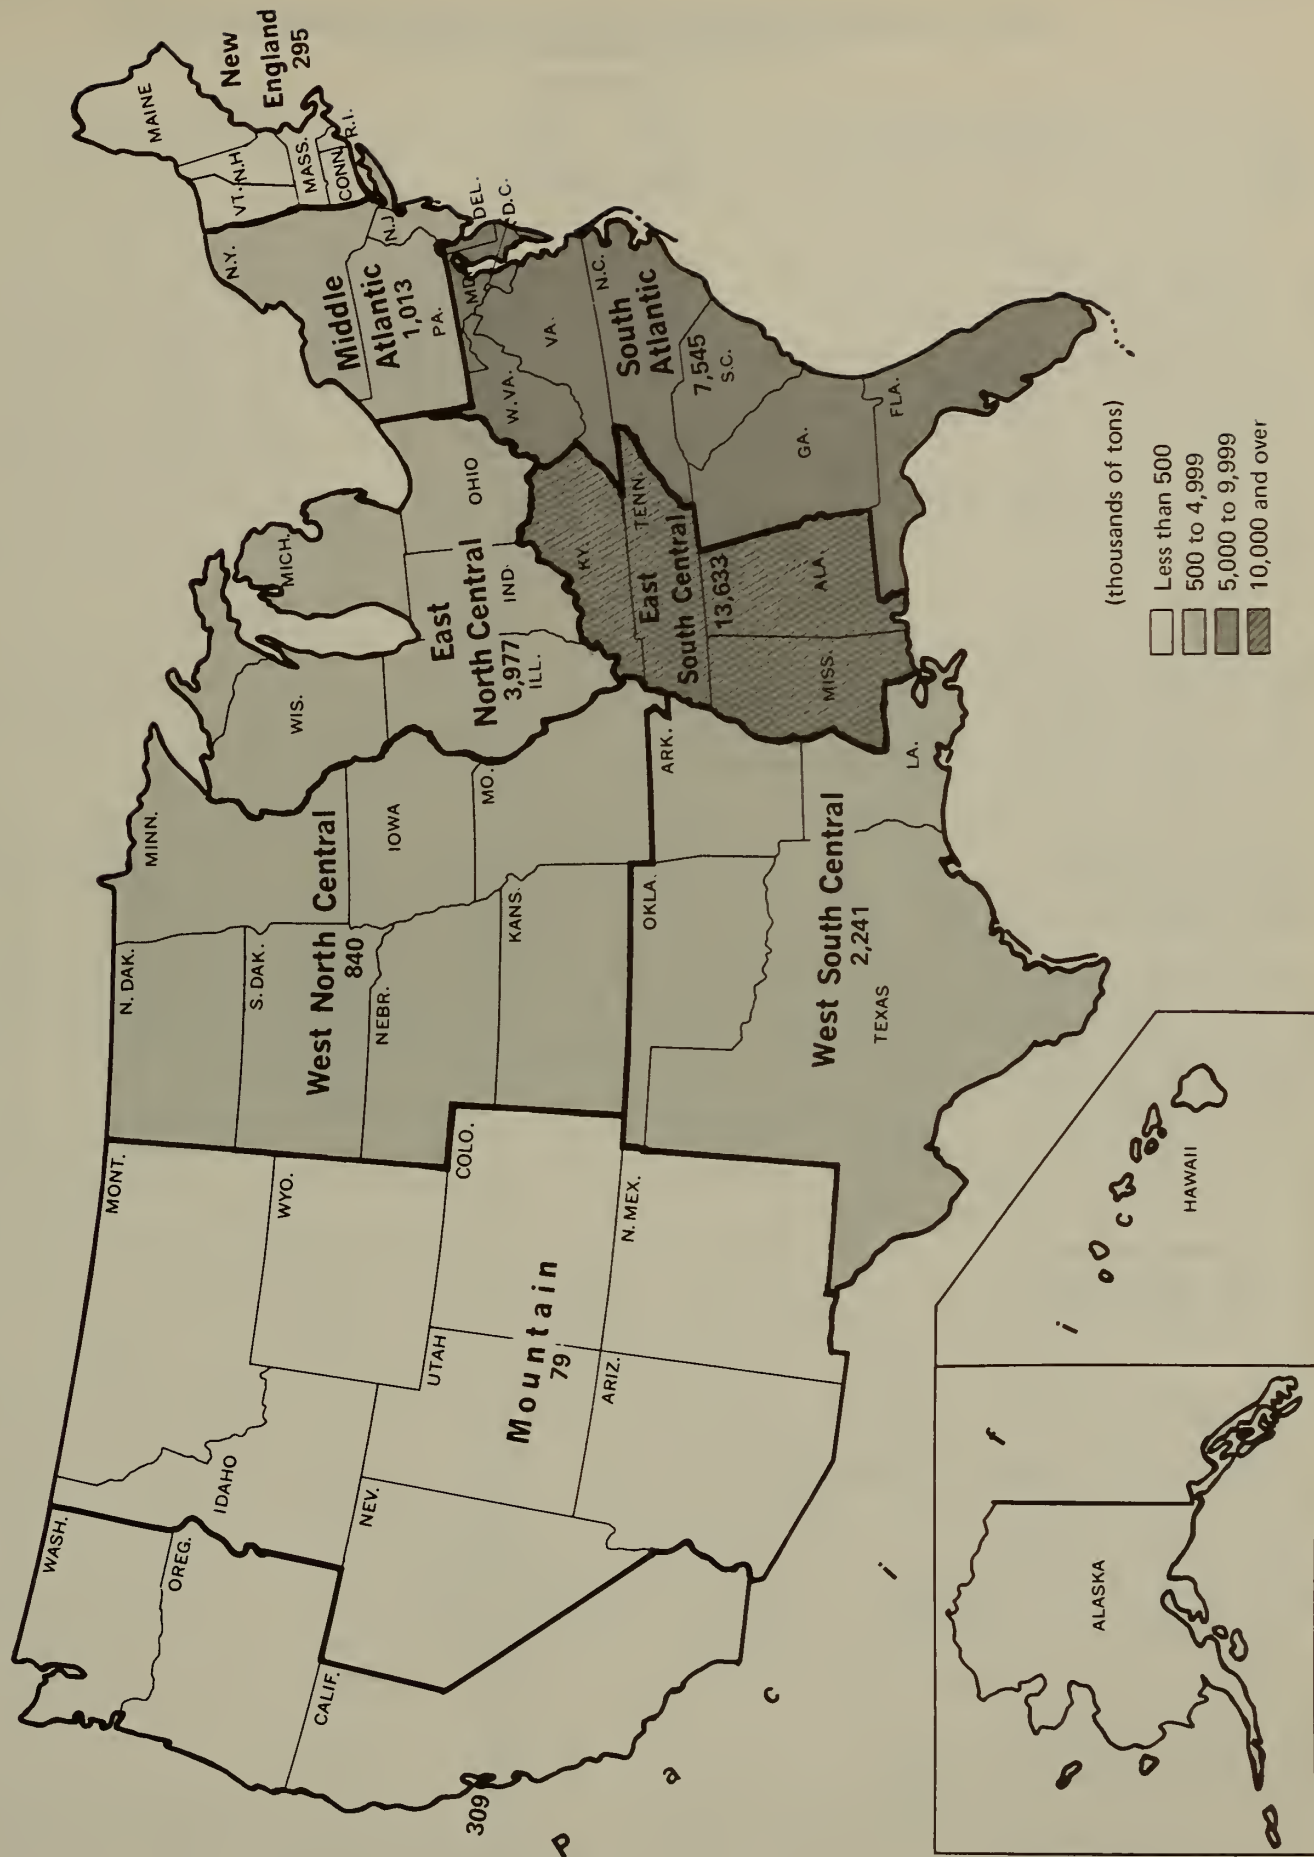 WASH.
MONT.
N. DAK.
MINN.
MAINE
VT.
N.H
New
England
295
MASS.
CONN.
R.I.
OREG.
IDAHO
WYO.
S. DAK.
WIS.
MICH.
N.Y.
Middle
Atlantic
1,013
N.J
PA.
West North Central
840
IOWA
NEBR.
CALIF.
NEV.
UTAH
COLO.
KANS.
MO.
East
North Central
3,977
ILL.
IND.
OHIO
MD.
DEL.
D.C.
W.VA.
VA.
309
P
a
c
i
f
i
c
Mountain
79
ARIZ.
N. MEX.
OKLA.
ARK.
KY.
TENN.
East
South Central
13,633
N.C.
South
Atlantic
7,545
S.C.
West South Central
2,241
TEXAS
LA.
MISS.
ALA.
GA.
FLA.
ALASKA
HAWAII
(thousands of tons)
Less than 500
500 to 4,999
5,000 to 9,999
10,000 and over